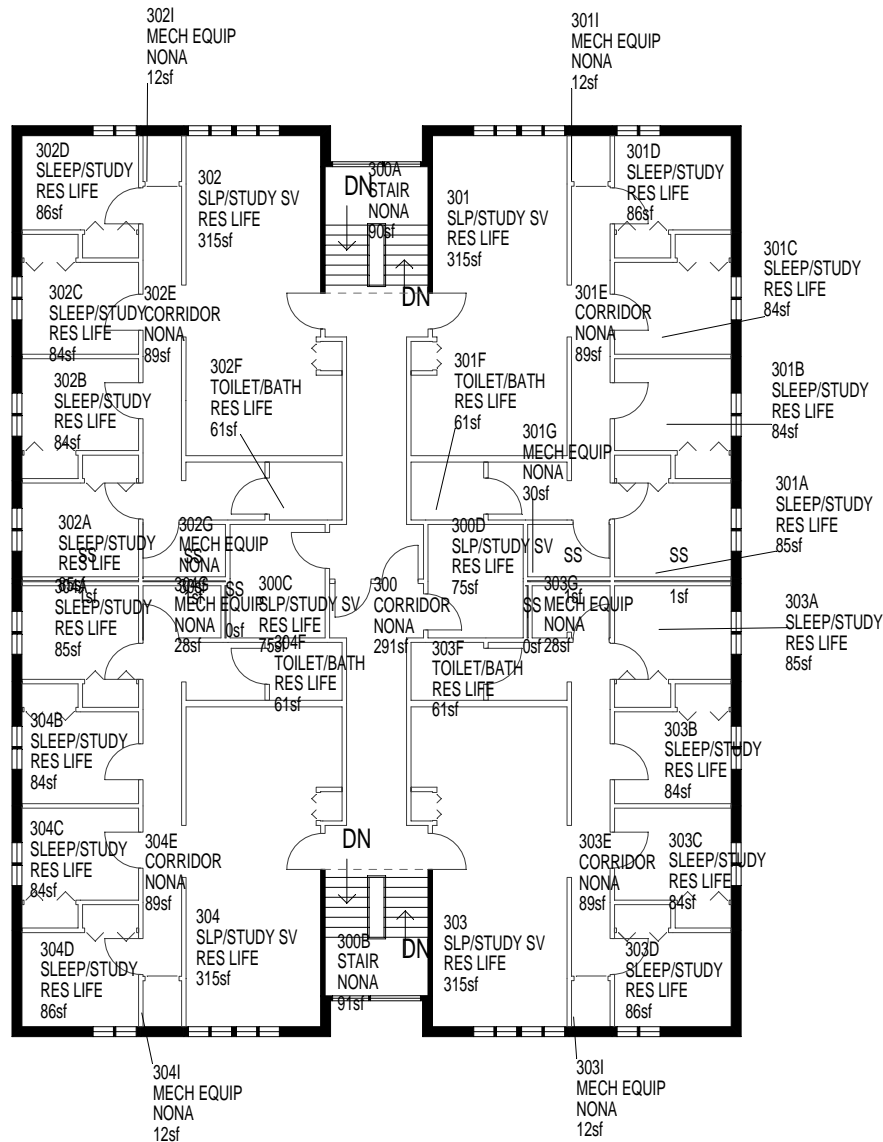 302I
MECH EQUIP
NONA
12sf
301I
MECH EQUIP
NONA
12sf
302D
SLEEP/STUDY
RES LIFE
86sf
302
SLP/STUDY SV
RES LIFE
315sf
DN
300A
STAIR
NONA
90sf
DN
301
SLP/STUDY SV
RES LIFE
315sf
301D
SLEEP/STUDY
RES LIFE
86sf
302C
SLEEP/STUDY
RES LIFE
84sf
302E
CORRIDOR
NONA
89sf
301E
CORRIDOR
NONA
89sf
301C
SLEEP/STUDY
RES LIFE
84sf
302B
SLEEP/STUDY
RES LIFE
84sf
302F
TOILET/BATH
RES LIFE
61sf
301F
TOILET/BATH
RES LIFE
61sf
301B
SLEEP/STUDY
RES LIFE
84sf
301G
MECH EQUIP
NONA
30sf
301A
SLEEP/STUDY
RES LIFE
85sf
302A
SLEEP/STUDY
RES LIFE
85sf
SS
1sf
302G
MECH EQUIP
NONA
SS
SS
0sf
300C
SLP/STUDY SV
RES LIFE
75sf
300
CORRIDOR
NONA
291sf
300D
SLP/STUDY SV
RES LIFE
75sf
SS
0sf
SS
1sf
SS
1sf
304A
SLEEP/STUDY
RES LIFE
85sf
304G
MECH EQUIP
NONA
28sf
303G
MECH EQUIP
NONA
28sf
303A
SLEEP/STUDY
RES LIFE
85sf
304F
TOILET/BATH
RES LIFE
61sf
303F
TOILET/BATH
RES LIFE
61sf
304B
SLEEP/STUDY
RES LIFE
84sf
303B
SLEEP/STUDY
RES LIFE
84sf
304C
SLEEP/STUDY
RES LIFE
84sf
304E
CORRIDOR
NONA
89sf
DN
303E
CORRIDOR
NONA
89sf
303C
SLEEP/STUDY
RES LIFE
84sf
304D
SLEEP/STUDY
RES LIFE
86sf
304
SLP/STUDY SV
RES LIFE
315sf
300B
STAIR
NONA
91sf
DN
303
SLP/STUDY SV
RES LIFE
315sf
303D
SLEEP/STUDY
RES LIFE
86sf
304I
MECH EQUIP
NONA
12sf
303I
MECH EQUIP
NONA
12sf